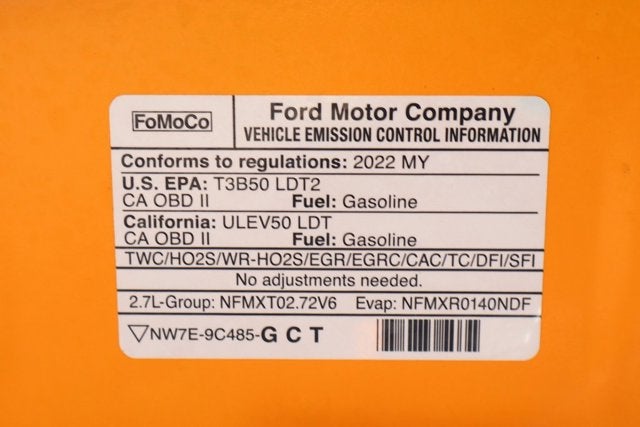 FoMoCo
Ford Motor Company
VEHICLE EMISSION CONTROL INFORMATION
Conforms to regulations: 2022 MY
U.S. EPA: T3B50 LDT2
CA OBD II Fuel: Gasoline
California: ULEV50 LDT
CA OBD II Fuel: Gasoline
TWC/HO2S/WR-HO2S/EGR/EGRC/CAC/TC/DFI/SFI
No adjustments needed.
2.7L-Group: NFMXT02.72V6 Evap: NFMXR0140NDF
▽NW7E-9C485-G C T